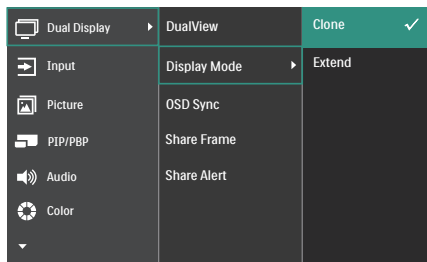 Dual Display
Input
Picture
PIP/PBP
Audio
Color
DualView
Display Mode
OSD Sync
Share Frame
Share Alert
Clone
Extend